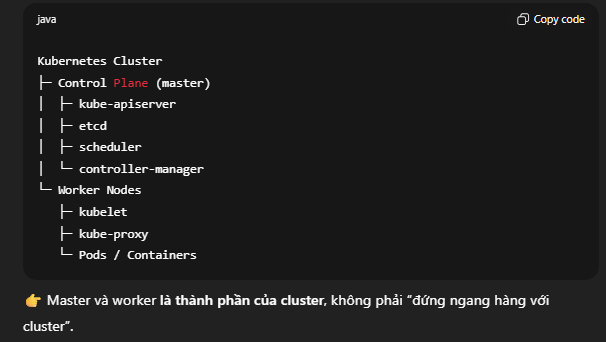 java
Copy code
Kubernetes Cluster
├─ Control Plane (master)
│  ├─ kube-apiserver
│  ├─ etcd
│  ├─ scheduler
│  └─ controller-manager
└─ Worker Nodes
   ├─ kubelet
   ├─ kube-proxy
   └─ Pods / Containers
👉 Master và worker là thành phần của cluster, không phải “đứng ngang hàng với
cluster”.